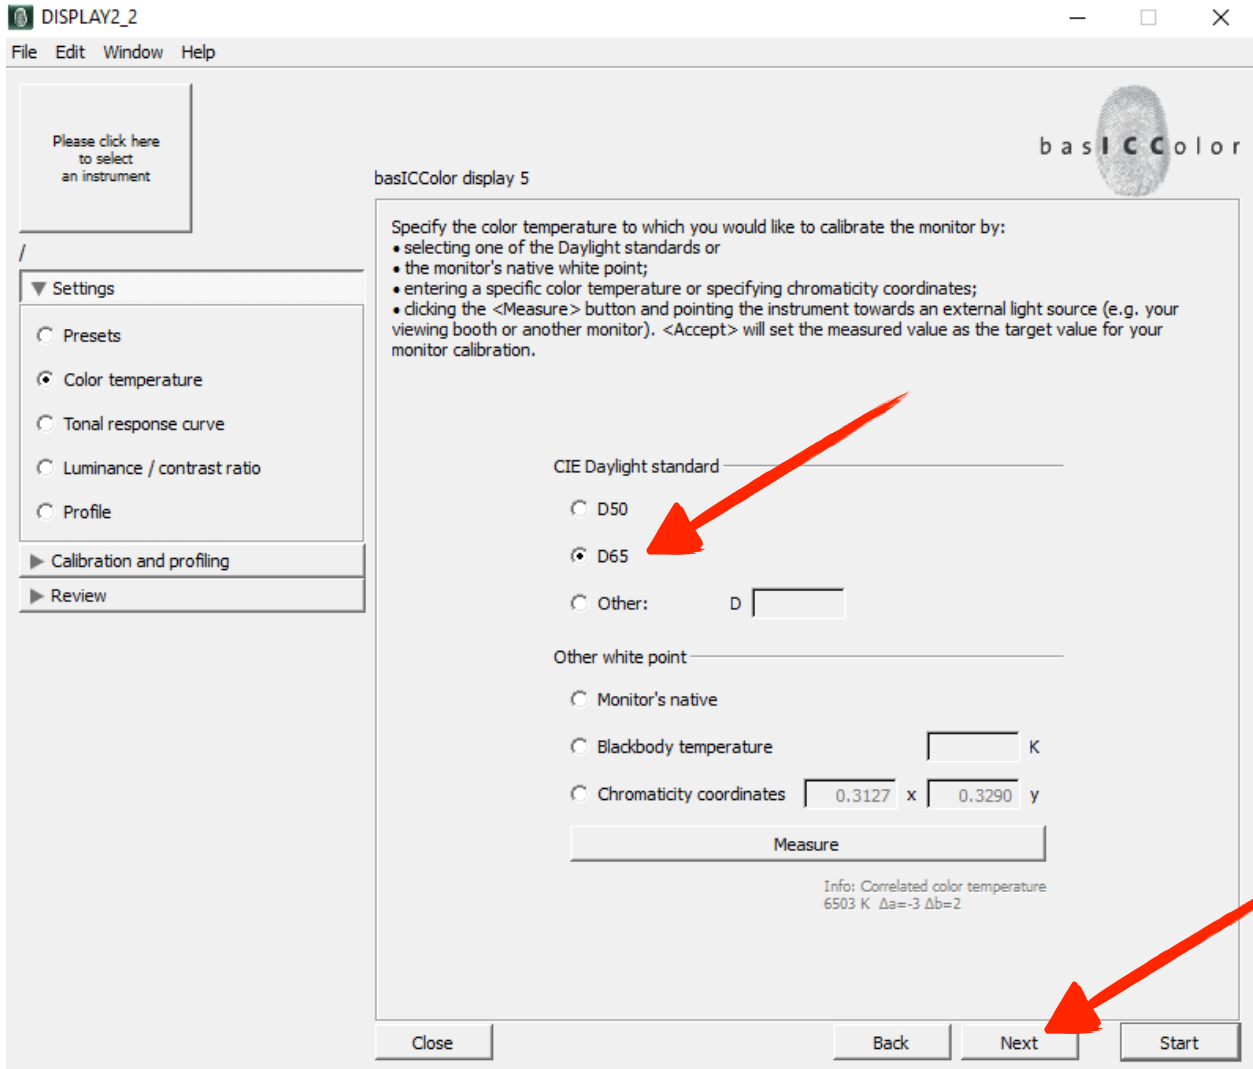 DISPLAY2_2
File Edit Window Help
Please click here
to select
an instrument
basICColor
basICColor display 5
/
Settings
Presets
Color temperature
Tonal response curve
Luminance / contrast ratio
Profile
Calibration and profiling
Review
Specify the color temperature to which you would like to calibrate the monitor by:
• selecting one of the Daylight standards or
• the monitor's native white point;
• entering a specific color temperature or specifying chromaticity coordinates;
• clicking the <Measure> button and pointing the instrument towards an external light source (e.g. your
viewing booth or another monitor). <Accept> will set the measured value as the target value for your
monitor calibration.
CIE Daylight standard
D50
D65
Other: D
Other white point
Monitor's native
Blackbody temperature K
Chromaticity coordinates 0.3127 x 0.3290 y
Measure
Info: Correlated color temperature
6503 K Δa=-3 Δb=2
Close Back Next Start